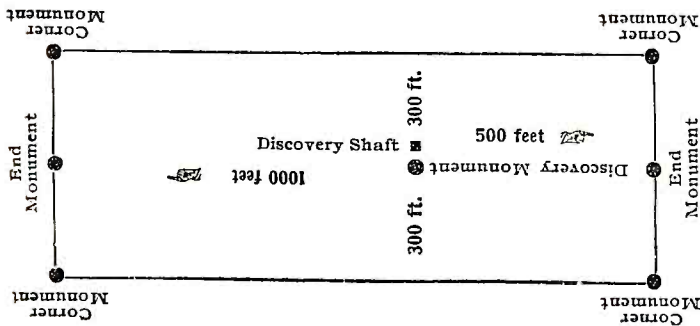 Corner
Monument
Corner
Monument
300 ft.
500 feet
Discovery Shaft
End
Monument
Discovery Monument
End
Monument
1000 feet
300 ft.
Corner
Monument
Corner
Monument